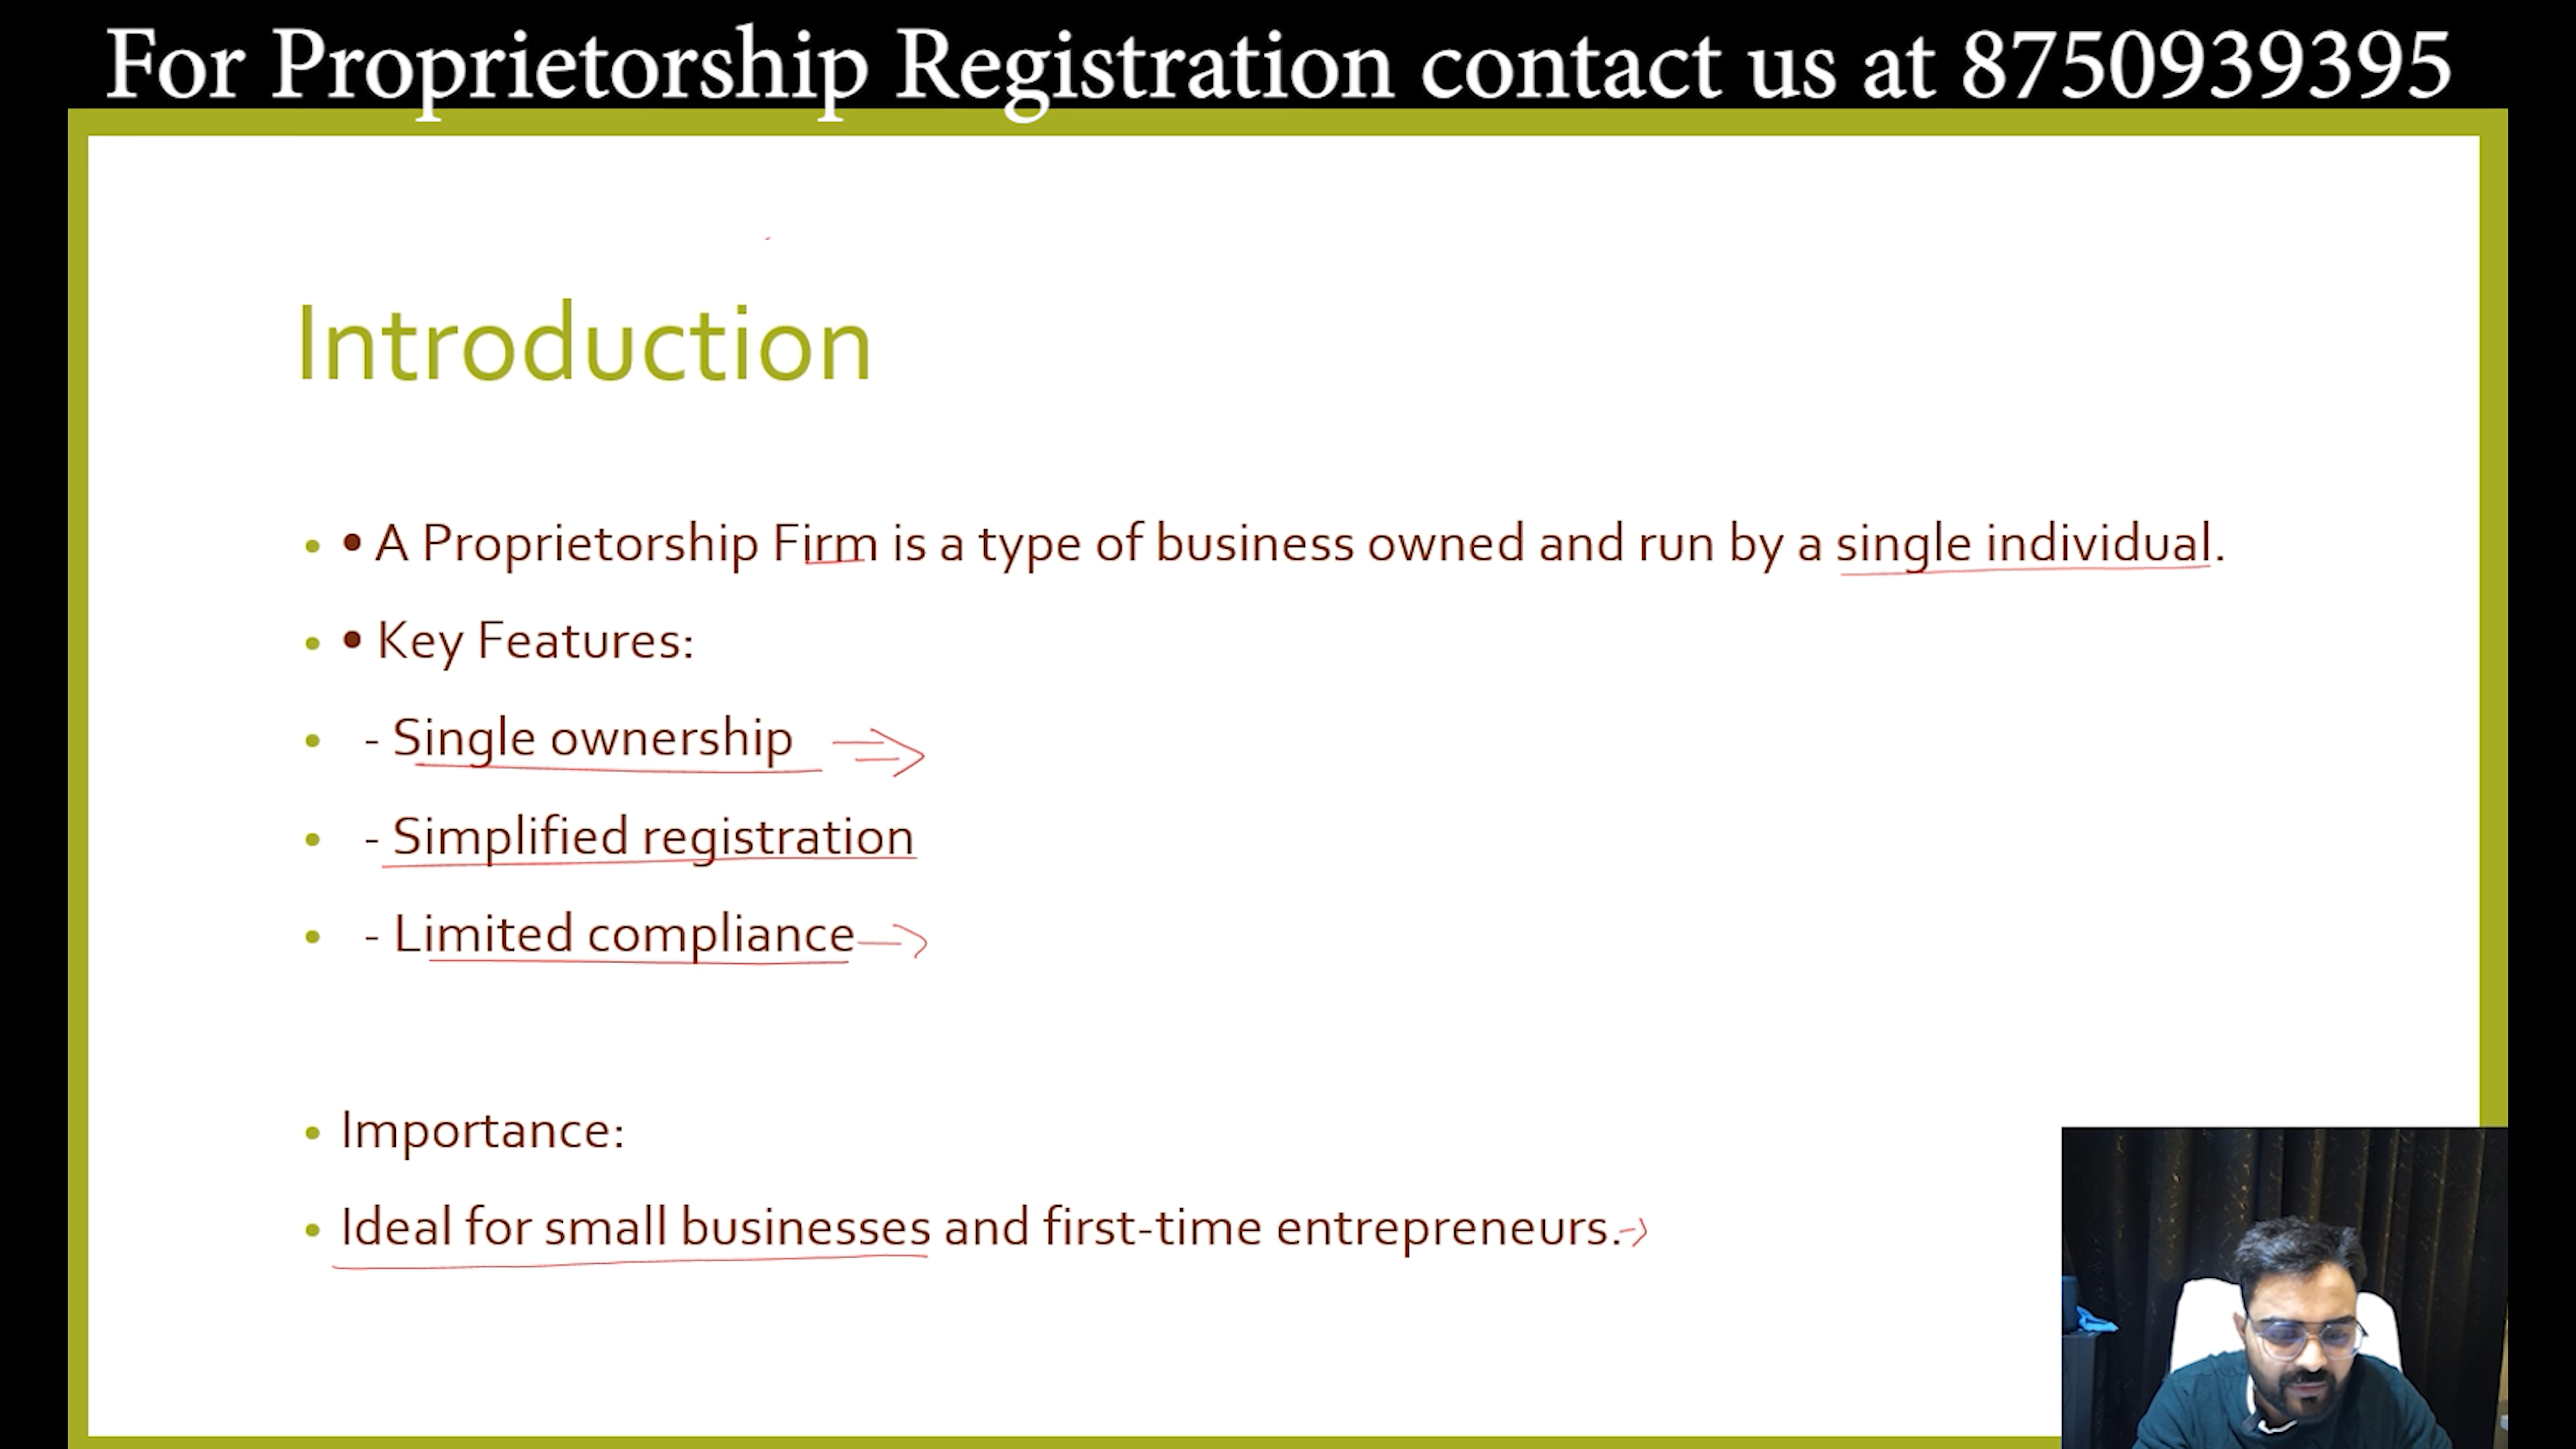 For Proprietorship Registration contact us at 8750939395
Introduction
• • A Proprietorship Firm is a type of business owned and run by a single individual.
• • Key Features:
• - Single ownership
• - Simplified registration
• - Limited compliance
• Importance:
• Ideal for small businesses and first-time entrepreneurs.